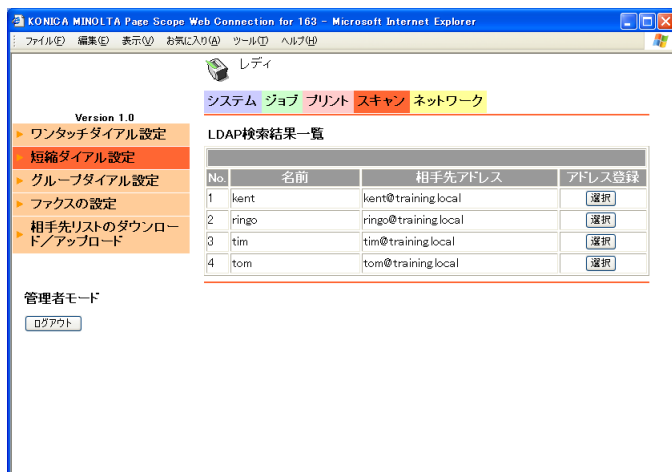 KONICA MINOLTA Page Scope Web Connection for 163 - Microsoft Internet Explorer
ファイル(F) 編集(E) 表示(V) お気に入り(A) ツール(T) ヘルプ(H)
レディ
システム ジョブ プリント スキャン ネットワーク
Version 1.0
ワンタッチダイアル設定
短縮ダイアル設定
グループダイアル設定
ファクスの設定
相手先リストのダウンロー
ド/アップロード
管理者モード
ログアウト
LDAP検索結果一覧
No. 名前 相手先アドレス アドレス登録
1 kent kent@training.local 選択
2 ringo ringo@training.local 選択
3 tim tim@training.local 選択
4 tom tom@training.local 選択